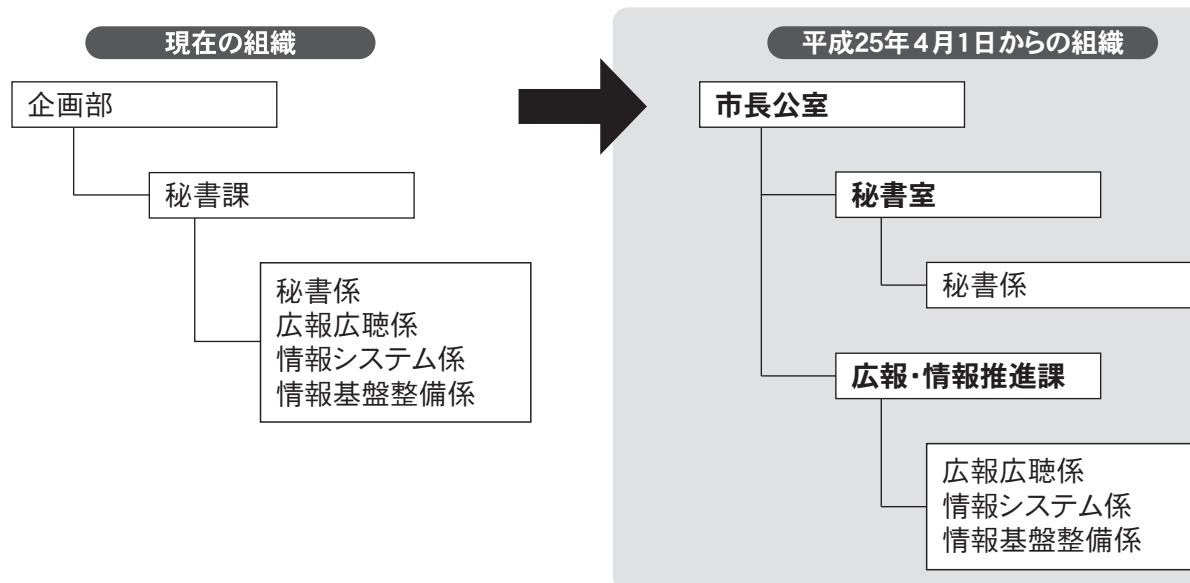 現在の組織
企画部
秘書課
秘書係
広報広聴係
情報システム係
情報基盤整備係
平成25年4月1日からの組織
市長公室
秘書室
秘書係
広報・情報推進課
広報広聴係
情報システム係
情報基盤整備係